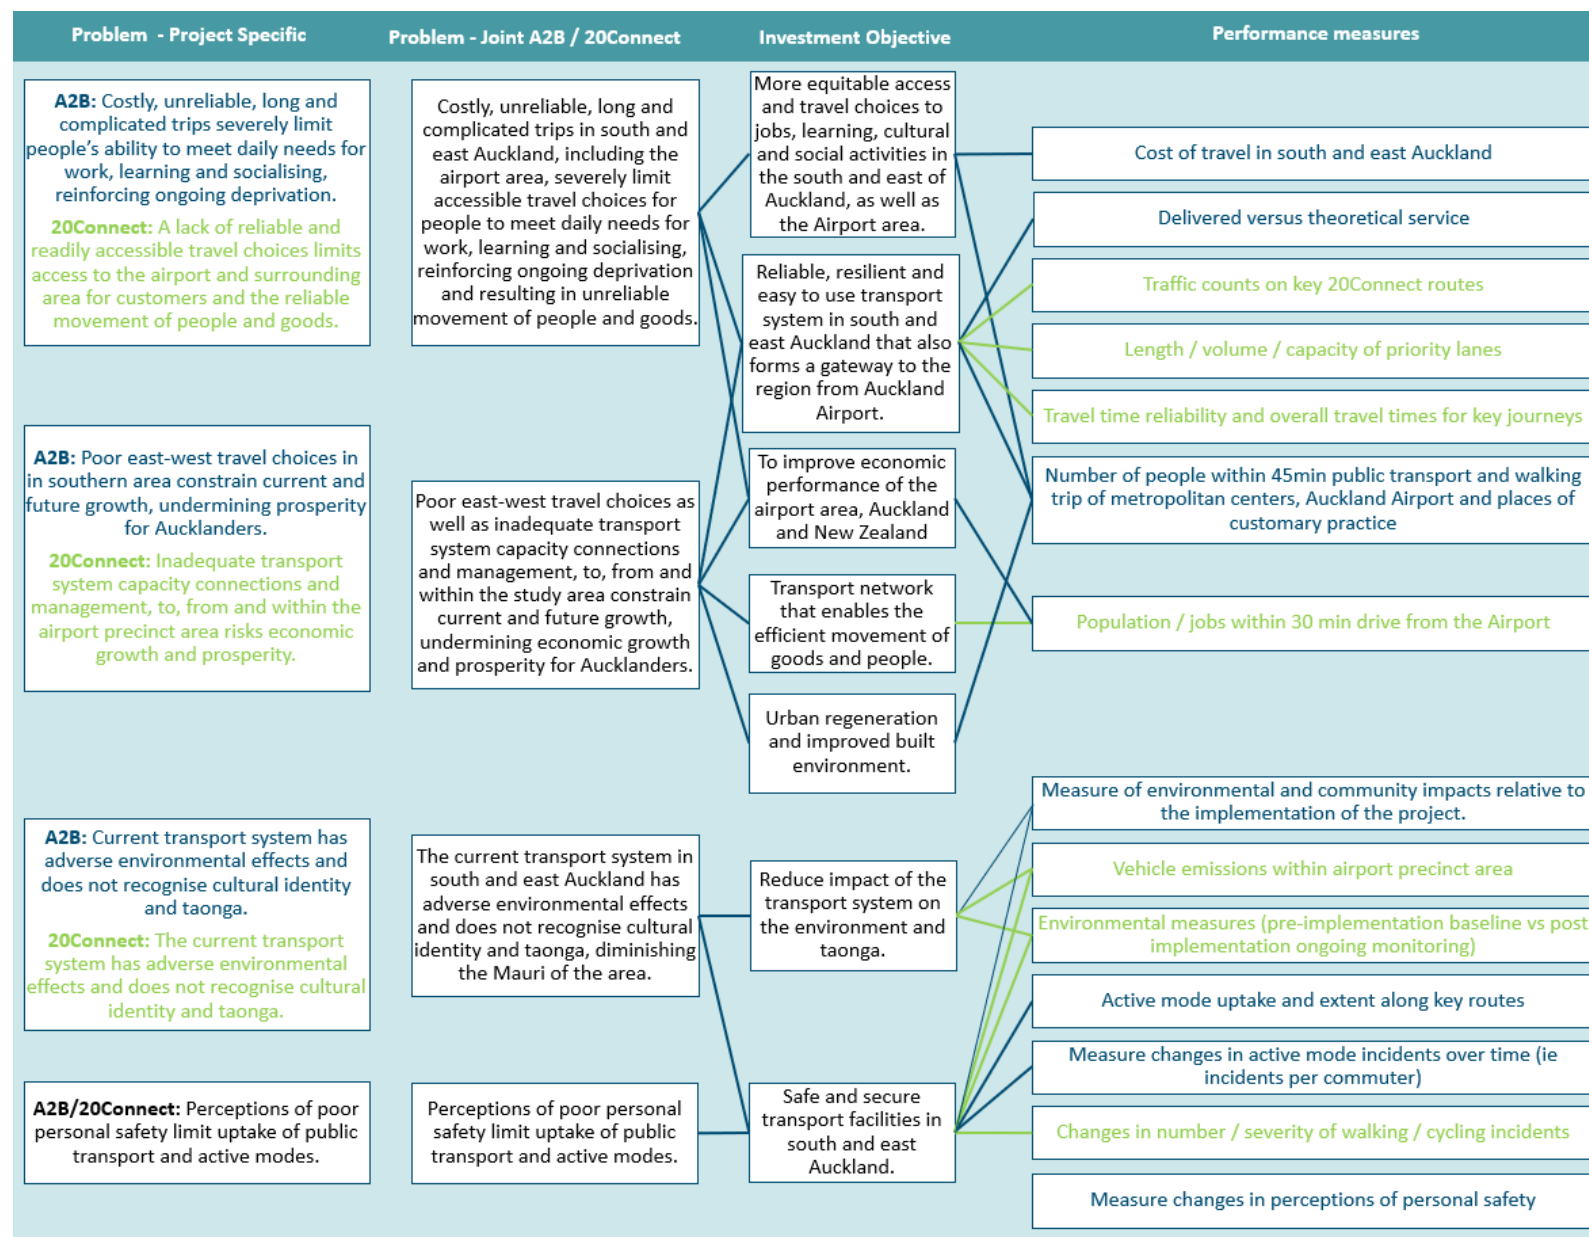 Problem  - Project Specific
Problem - Joint A2B / 20Connect
Investment Objective
Performance measures
A2B: Costly, unreliable, long and
complicated trips severely limit
people's ability to meet daily needs for
work, learning and socialising,
reinforcing ongoing deprivation.
20Connect: A lack of reliable and
readily accessible travel choices limits
access to the airport and surrounding
area for customers and the reliable
movement of people and goods.
A2B: Poor east-west travel choices in
in southern area constrain current and
future growth, undermining prosperity
for Aucklanders.
20Connect: Inadequate transport
system capacity connections and
management, to, from and within the
airport precinct area risks economic
growth and prosperity.
A2B: Current transport system has
adverse environmental effects and
does not recognise cultural identity
and taonga.
20Connect: The current transport
system has adverse environmental
effects and does not recognise cultural
identity and taonga.
A2B/20Connect: Perceptions of poor
personal safety limit uptake of public
transport and active modes.
Costly, unreliable, long and
complicated trips in south and
east Auckland, including the
airport area, severely limit
accessible travel choices for
people to meet daily needs for
work, learning and socialising,
reinforcing ongoing deprivation
and resulting in unreliable
movement of people and goods.
Poor east-west travel choices as
well as inadequate transport
system capacity connections
and management, to, from and
within the study area constrain
current and future growth,
undermining economic growth
and prosperity for Aucklanders.
The current transport system in
south and east Auckland has
adverse environmental effects
and does not recognise cultural
identity and taonga, diminishing
the Mauri of the area.
Perceptions of poor personal
safety limit uptake of public
transport and active modes.
More equitable access
and travel choices to
jobs, learning, cultural
and social activities in
the south and east of
Auckland, as well as
the Airport area.
Reliable, resilient and
easy to use transport
system in south and
east Auckland that also
forms a gateway to the
region from Auckland
Airport.
To improve economic
performance of the
airport area, Auckland
and New Zealand
Transport network
that enables the
efficient movement of
goods and people.
Urban regeneration
and improved built
environment.
Reduce impact of the
transport system on
the environment and
taonga.
Safe and secure
transport facilities in
south and east
Auckland.
Cost of travel in south and east Auckland
Delivered versus theoretical service
Traffic counts on key 20Connect routes
Length / volume / capacity of priority lanes
Travel time reliability and overall travel times for key journeys
Number of people within 45min public transport and walking
trip of metropolitan centers, Auckland Airport and places of
customary practice
Population / jobs within 30 min drive from the Airport
Measure of environmental and community impacts relative to
the implementation of the project.
Vehicle emissions within airport precinct area
Environmental measures (pre-implementation baseline vs post
implementation ongoing monitoring)
Active mode uptake and extent along key routes
Measure changes in active mode incidents over time (ie
incidents per commuter)
Changes in number / severity of walking / cycling incidents
Measure changes in perceptions of personal safety